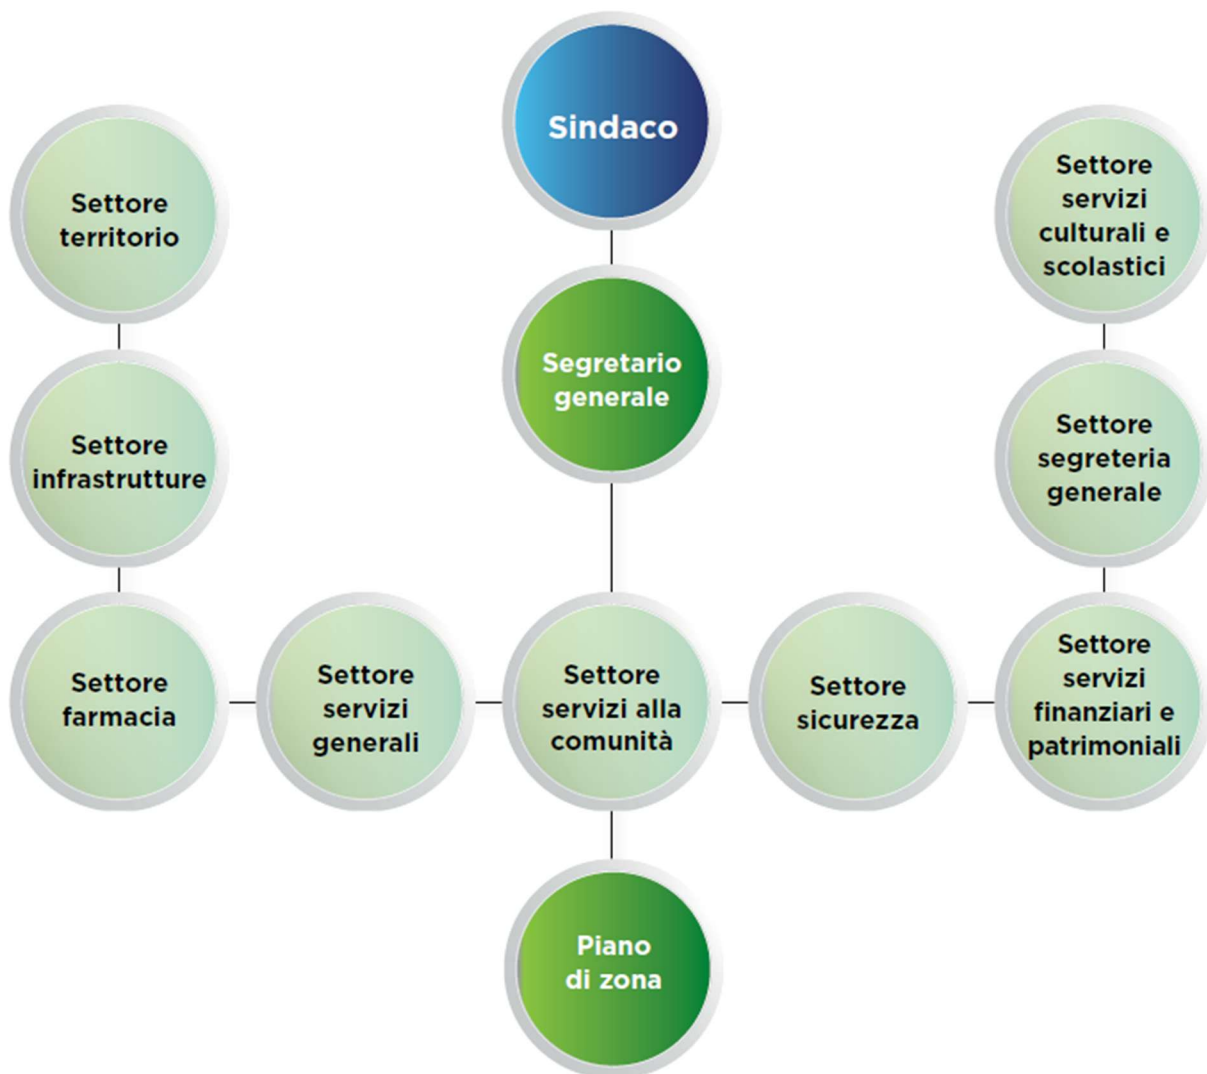 Sindaco
Settore
territorio
Settore
servizi
culturali e
scolastici
Segretario
generale
Settore
infrastrutture
Settore
segreteria
generale
Settore
farmacia
Settore
servizi
generali
Settore
servizi alla
comunità
Settore
sicurezza
Settore
servizi
finanziari e
patrimoniali
Piano
di zona